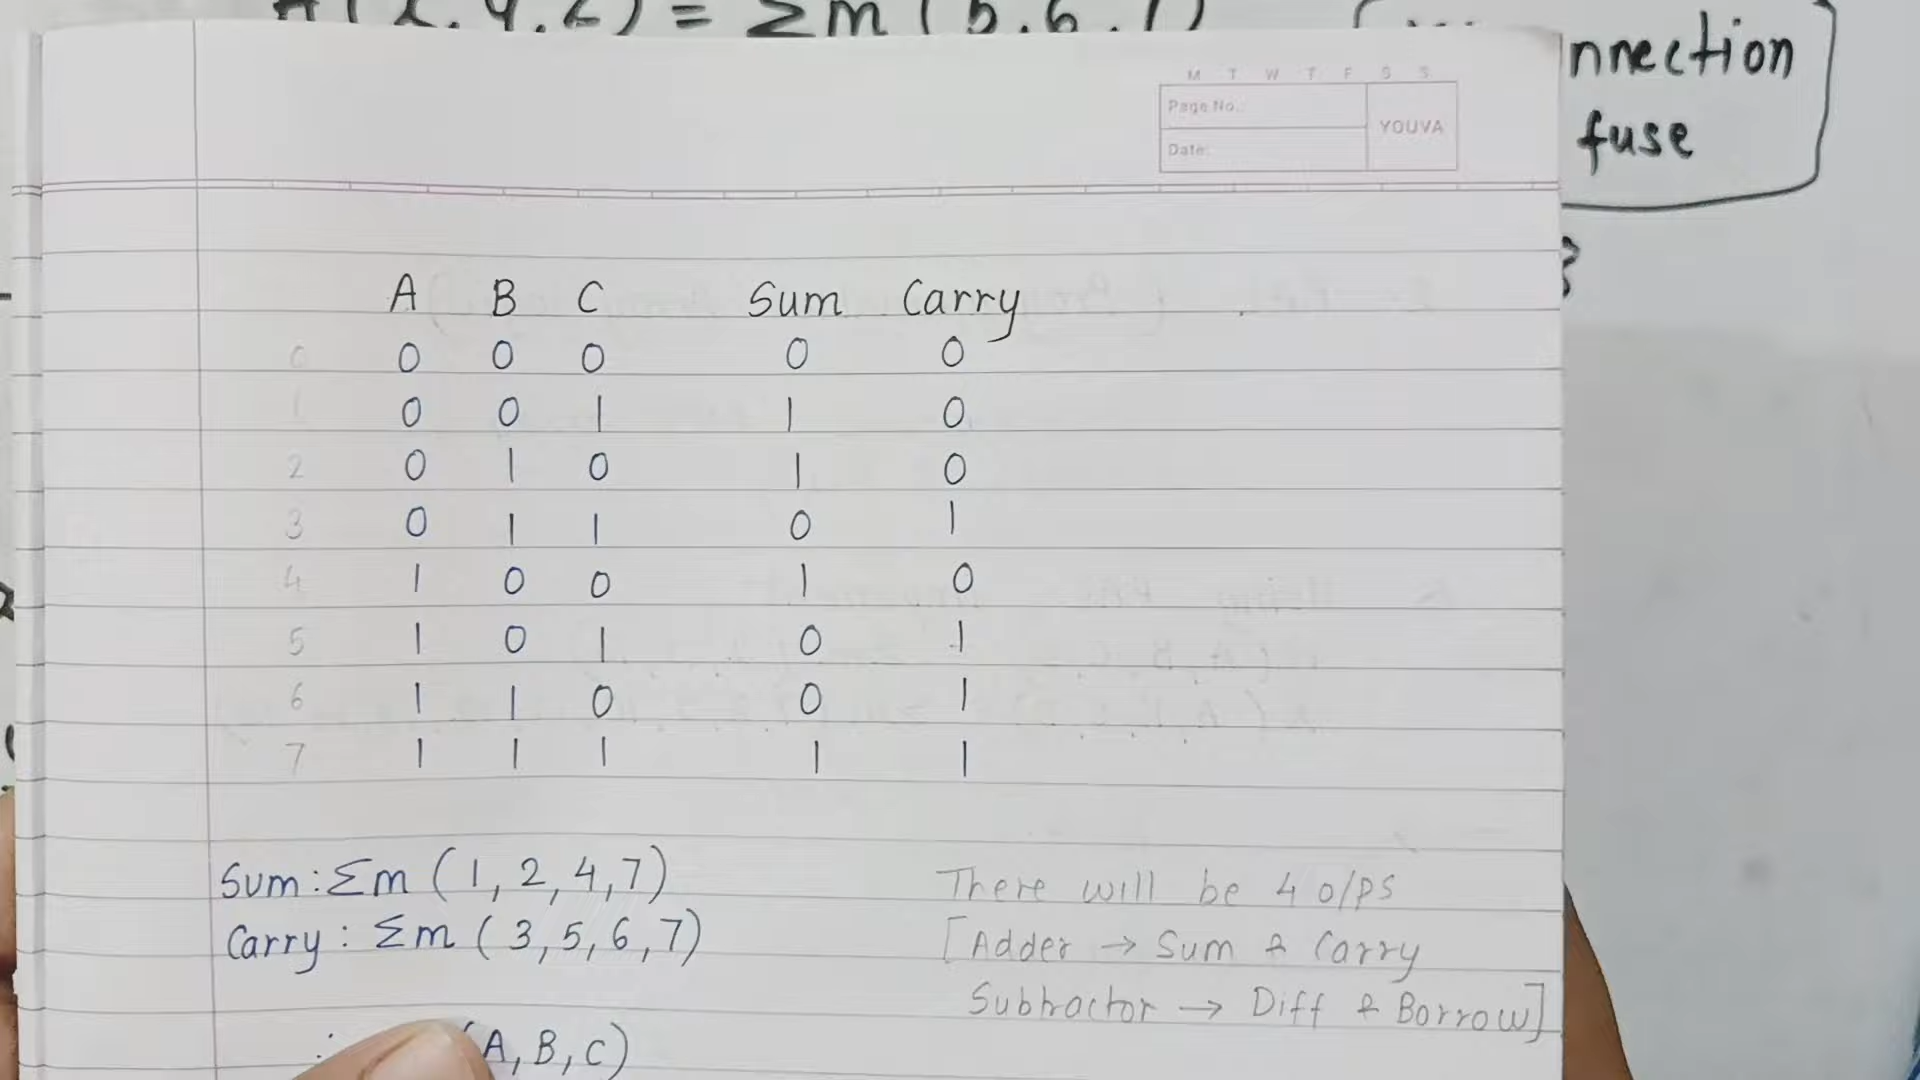 = Σm (5,6,7)
nnection
fuse
M T W T F S S
Page No.:
YOUVA
Date:
A B C Sum Carry
0 0 0 0 0 0
1 0 0 1 1 0
2 0 1 0 1 0
3 0 1 1 0 1
4 1 0 0 1 0
5 1 0 1 0 1
6 1 1 0 0 1
7 1 1 1 1 1
Sum : Σm (1, 2, 4, 7)
Carry : Σm (3, 5, 6, 7)
There will be 4 o/ps
[Adder → Sum & Carry
Subtractor → Diff & Borrow]
(A, B, C)